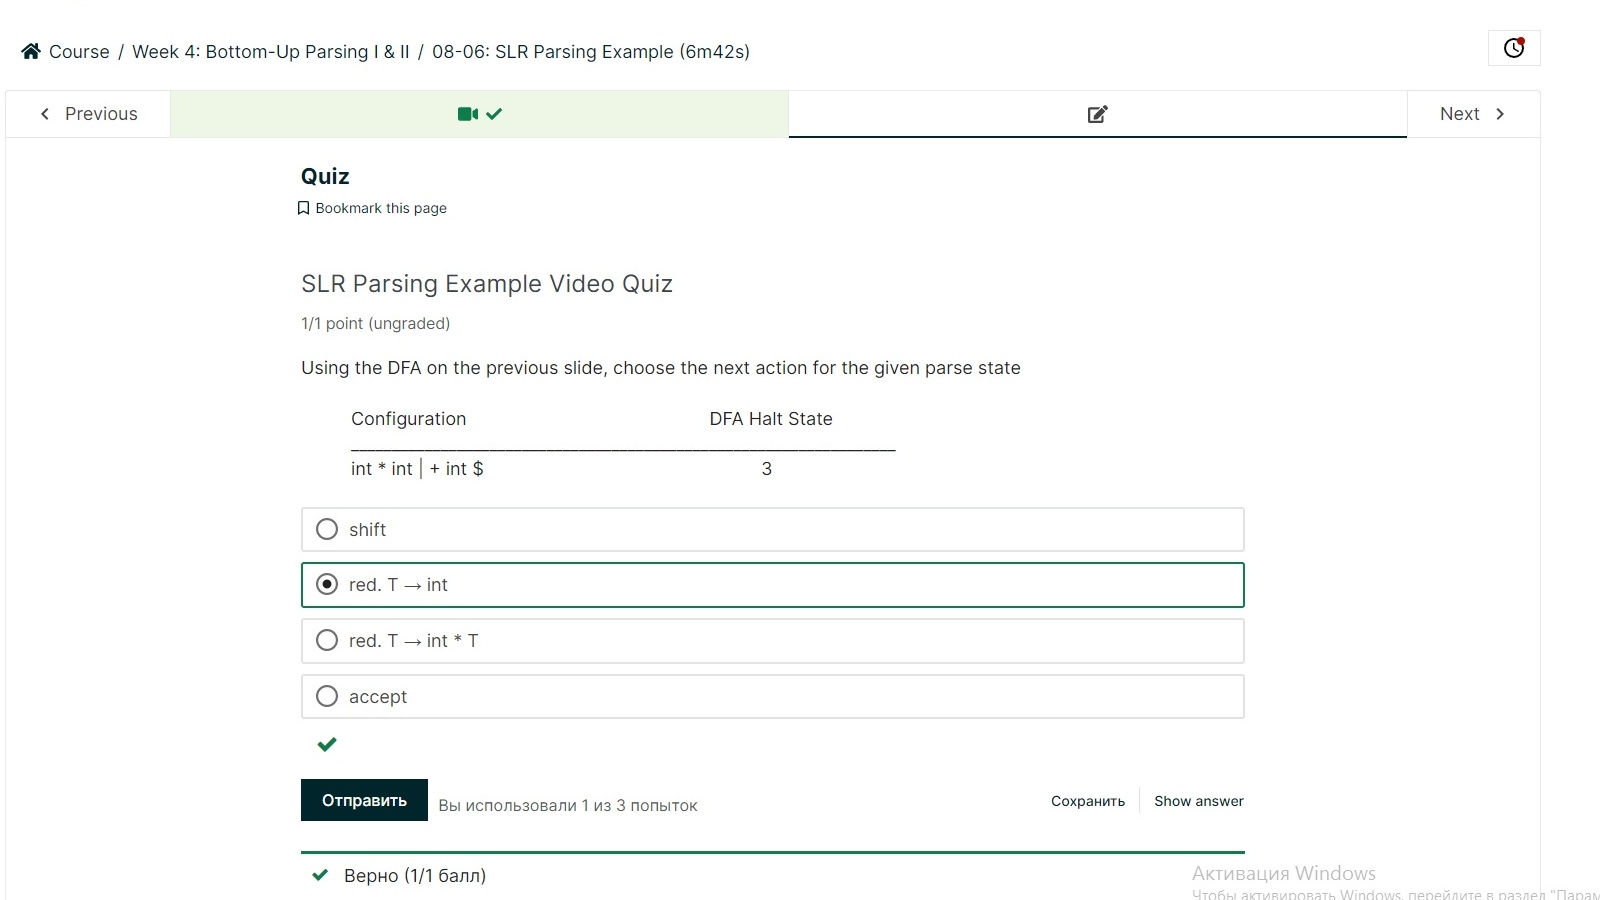 Course / Week 4: Bottom-Up Parsing I & II / 08-06: SLR Parsing Example (6m42s)
Previous
Next
Quiz
Bookmark this page
SLR Parsing Example Video Quiz
1/1 point (ungraded)
Using the DFA on the previous slide, choose the next action for the given parse state
Configuration DFA Halt State
int * int | + int $ 3
shift
red. T → int
red. T → int * T
accept
Отправить Вы использовали 1 из 3 попыток Сохранить Show answer
Верно (1/1 балл)
Активация Windows
Чтобы активировать Windows, перейдите в раздел "Парам